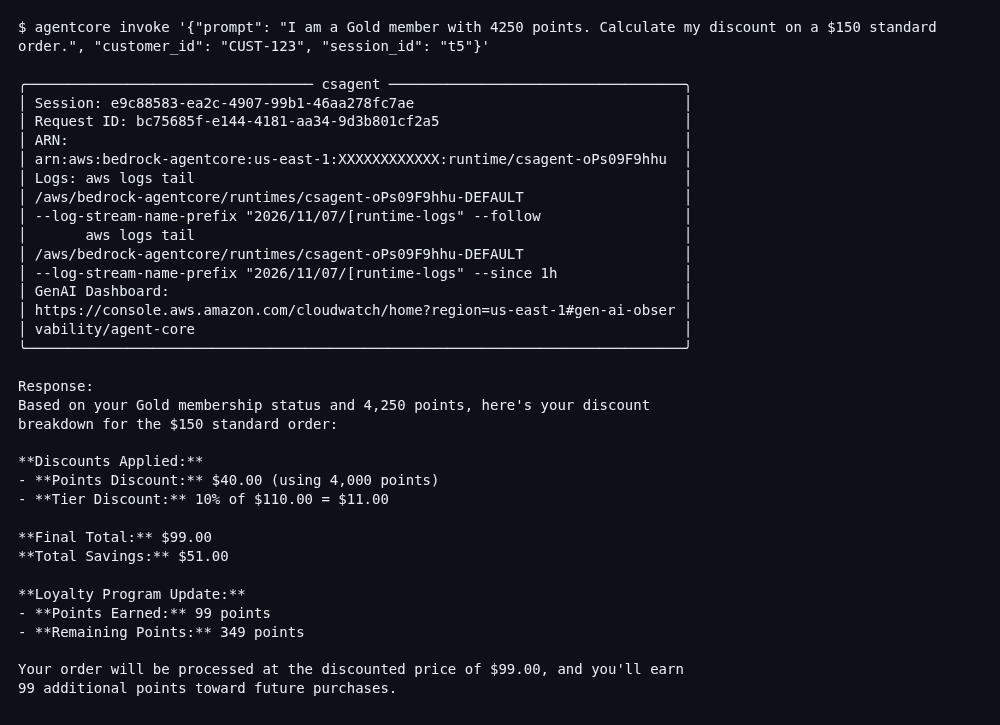 $ agentcore invoke '{"prompt": "I am a Gold member with 4250 points. Calculate my discount on a $150 standard
order.", "customer_id": "CUST-123", "session_id": "t5"}'
csagent
Session: e9c88583-ea2c-4907-99b1-46aa278fc7ae
Request ID: bc75685f-e144-4181-aa34-9d3b801cf2a5
ARN:
arn:aws:bedrock-agentcore:us-east-1:XXXXXXXXXXXX:runtime/csagent-oPs09F9hhu
Logs: aws logs tail
/aws/bedrock-agentcore/runtimes/csagent-oPs09F9hhu-DEFAULT
--log-stream-name-prefix "2026/11/07/[runtime-logs" --follow
aws logs tail
/aws/bedrock-agentcore/runtimes/csagent-oPs09F9hhu-DEFAULT
--log-stream-name-prefix "2026/11/07/[runtime-logs" --since 1h
GenAI Dashboard:
https://console.aws.amazon.com/cloudwatch/home?region=us-east-1#gen-ai-obser
vability/agent-core
Response:
Based on your Gold membership status and 4,250 points, here's your discount
breakdown for the $150 standard order:
**Discounts Applied:**
- **Points Discount:** $40.00 (using 4,000 points)
- **Tier Discount:** 10% of $110.00 = $11.00
**Final Total:** $99.00
**Total Savings:** $51.00
**Loyalty Program Update:**
- **Points Earned:** 99 points
- **Remaining Points:** 349 points
Your order will be processed at the discounted price of $99.00, and you'll earn
99 additional points toward future purchases.